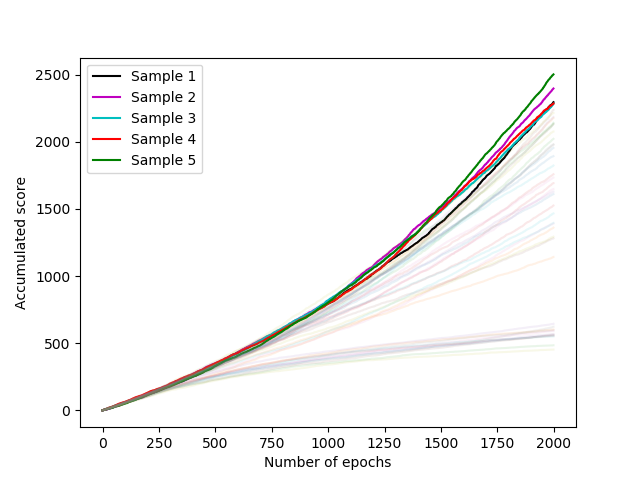 2500
2000
1500
1000
500
0
Accumulated score
Sample 1
Sample 2
Sample 3
Sample 4
Sample 5
0 250 500 750 1000 1250 1500 1750 2000
Number of epochs